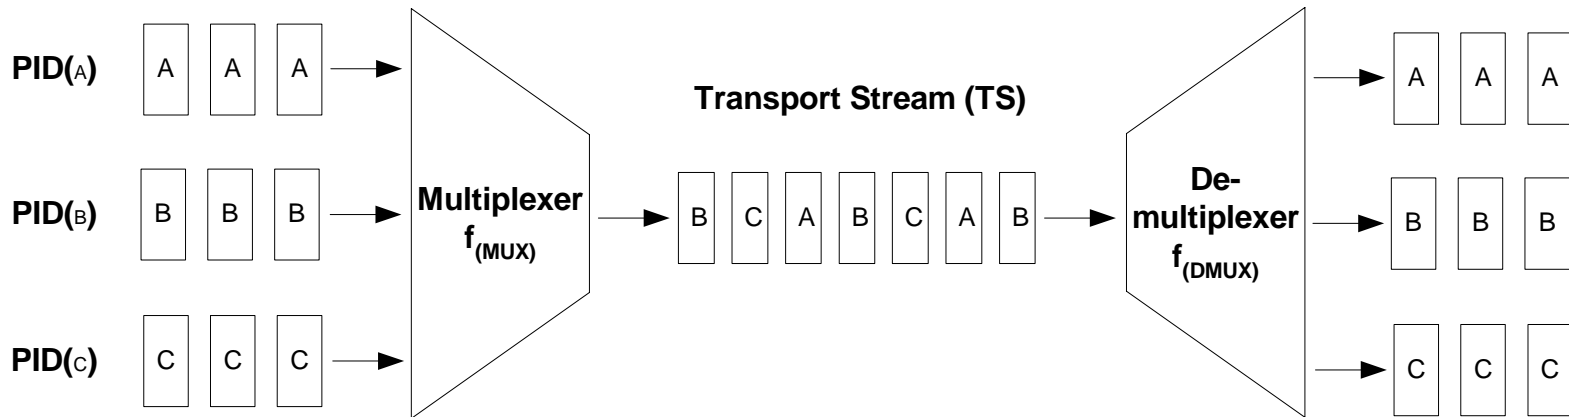 PID(A) A A A A A A
Transport Stream (TS)
PID(B) B B B Multiplexer f(MUX) B C A B C A B De-multiplexer f(DMUX) B B B
PID(C) C C C C C C